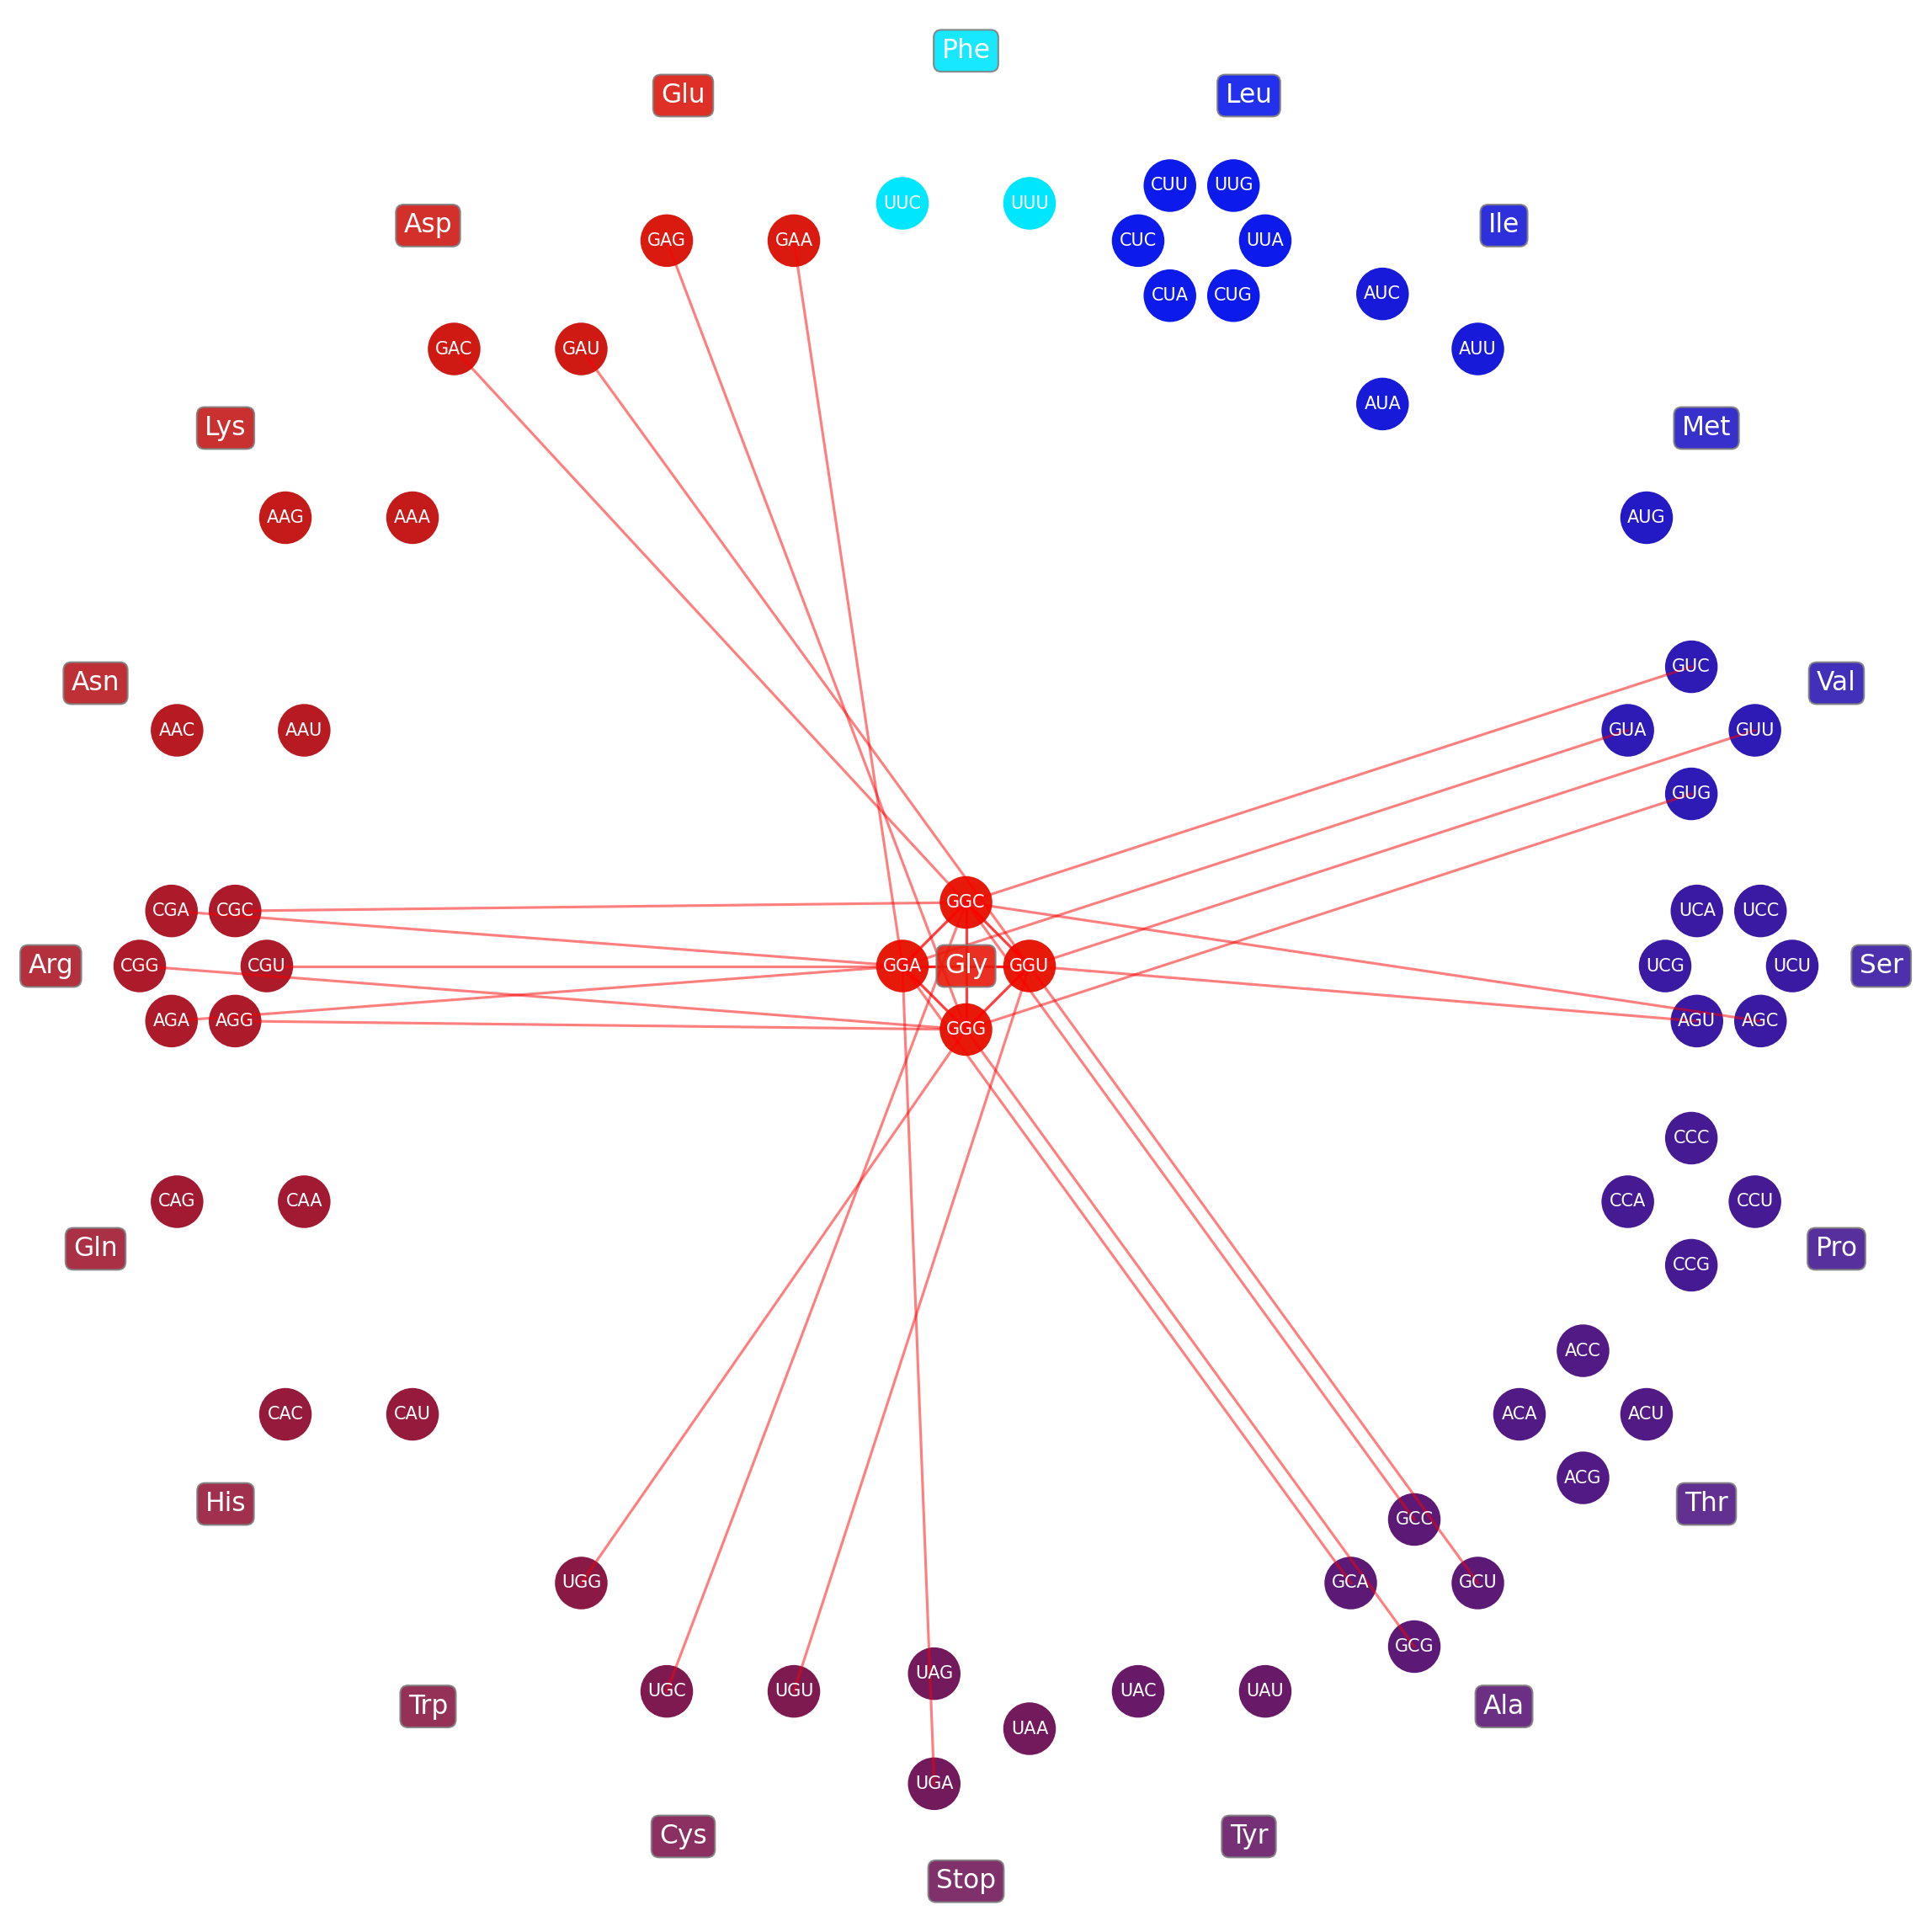 Phe
Glu
Leu
Asp
Ile
CUU UUG
UUC UUU
GAG GAA
CUC UUA
CUA CUG
AUC
GAC GAU
AUU
AUA
Lys
Met
AAG AAA
AUG
Asn
Val
GUC
AAC AAU
GUA GUU
GUG
GGC
CGA CGC
UCA UCC
Arg
CGG CGU
GGA Gly GGU
UCG UCU
Ser
AGA AGG
AGU AGC
GGG
CCC
CAG CAA
CCA CCU
Gln
Pro
CCG
ACC
CAC CAU
ACA ACU
ACG
His
Thr
GCC
UGG
GCA GCU
GCG
UAG
UGC UGU
UAC UAU
Trp
Ala
UAA
UGA
Cys
Tyr
Stop